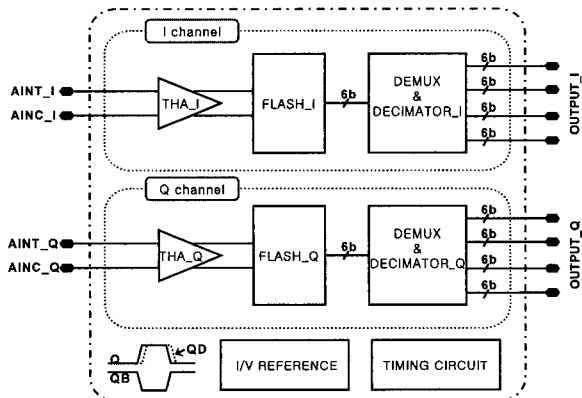 I channel
6b
AINT_I
THA_I
FLASH_I
6b
DEMUX
&
DECIMATOR_I
6b
AINC_I
6b
6b
OUTPUT_I
Q channel
6b
AINT_Q
THA_Q
FLASH_Q
6b
DEMUX
&
DECIMATOR_Q
6b
AINC_Q
6b
6b
OUTPUT_Q
Q
QD
QB
I/V REFERENCE
TIMING CIRCUIT